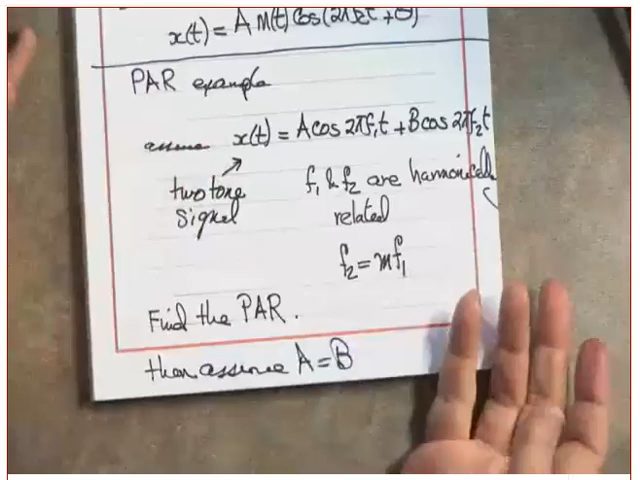 x(t) = A m(t) cos(2πf₂t + θ)
PAR example
assume x(t) = A cos 2πf₁t + B cos 2πf₂t
two tone
signal
f₁ & f₂ are harmonically
related
f₂ = mf₁
Find the PAR.
then assume A = B